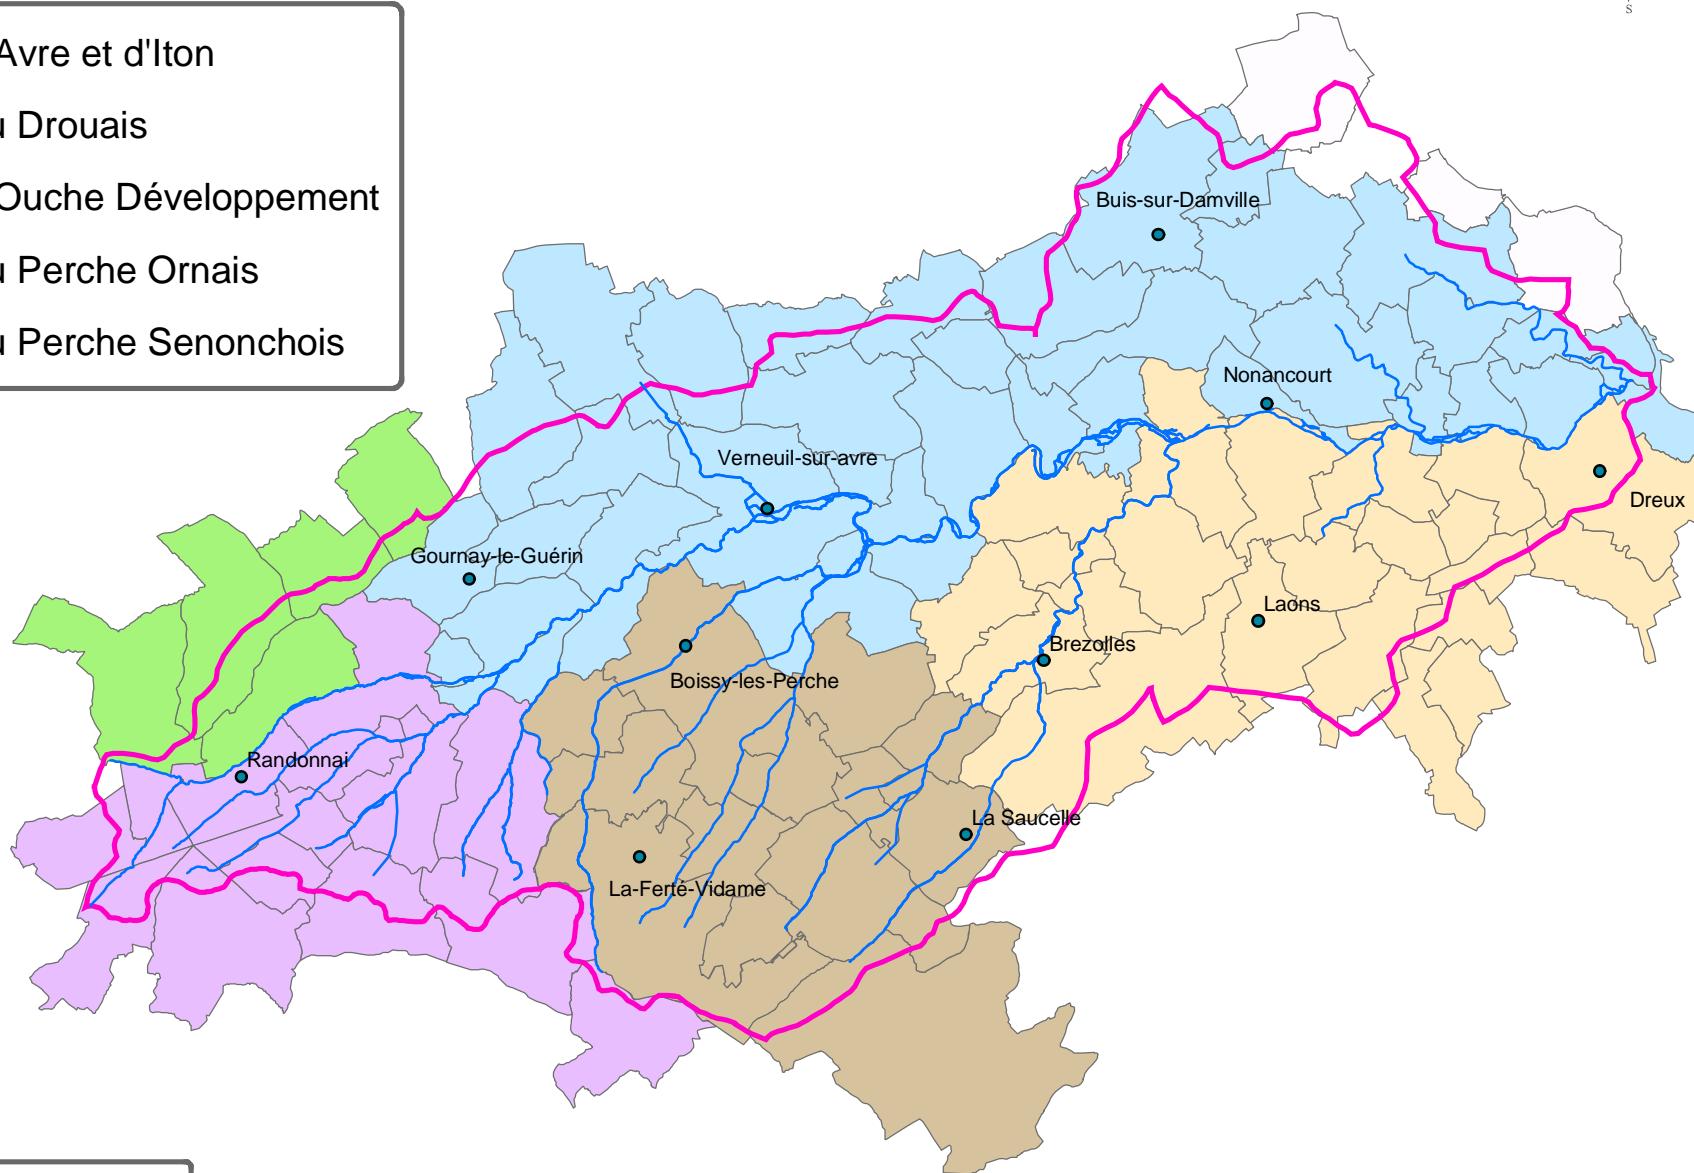 S
Avre et d'Iton
u Drouais
Ouche Développement
u Perche Ornais
u Perche Senonchois
Buis-sur-Damville
Nonancourt
Verneuil-sur-avre
Dreux
Gournay-le-Guérin
Laons
Brezolles
Boissy-les-Perche
Randonnai
La Saucelle
La-Ferté-Vidame